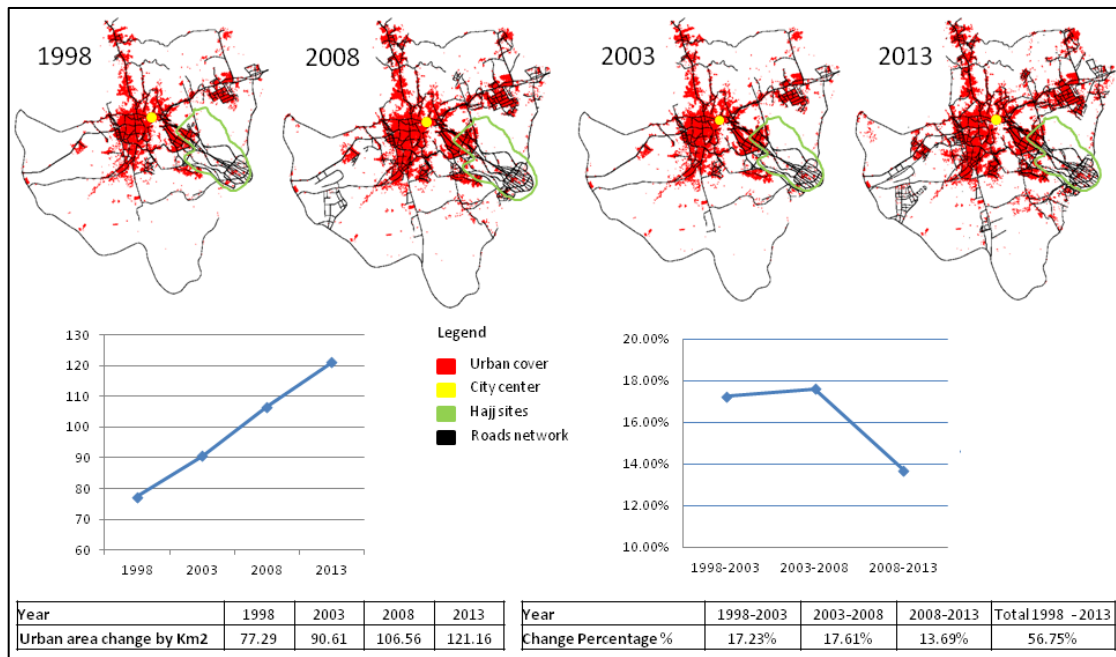 1998
2008
2003
2013
130
120
110
100
90
80
70
60
1998 2003 2008 2013
Legend
Urban cover
City center
Hajj sites
Roads network
20.00%
18.00%
16.00%
14.00%
12.00%
10.00%
1998-2003 2003-2008 2008-2013
Year 1998 2003 2008 2013
Urban area change by Km2 77.29 90.61 106.56 121.16
Year 1998-2003 2003-2008 2008-2013 Total 1998 - 2013
Change Percentage % 17.23% 17.61% 13.69% 56.75%